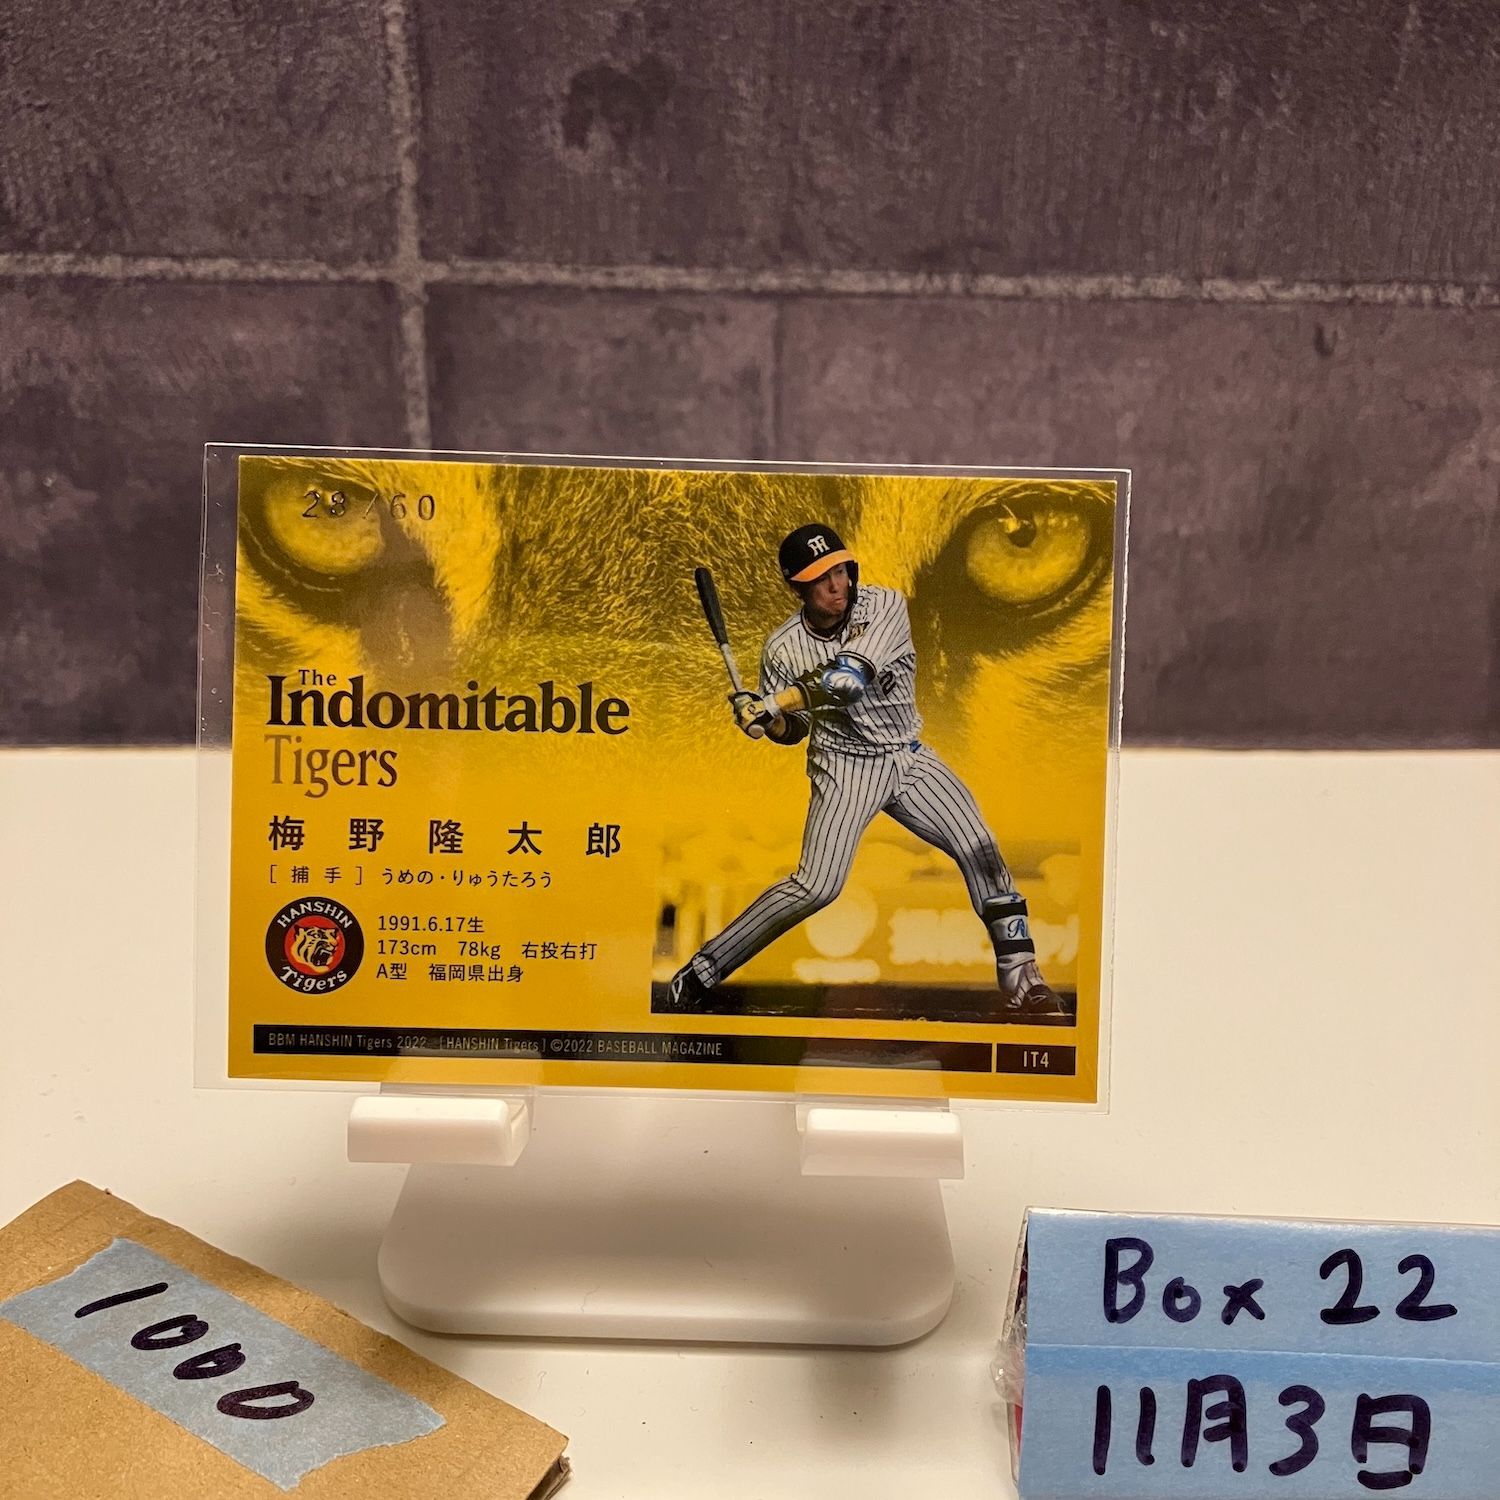 28/60
The
Indomitable
Tigers
梅野隆太郎
[捕手] うめの・りゅうたろう
HANSHIN
Tigers
1991.6.17生
173cm 78kg 右投右打
A型 福岡県出身
BBM HANSHIN Tigers 2022 [HANSHIN Tigers] ©2022 BASEBALL MAGAZINE
IT4
1000
Box 22
11月3日